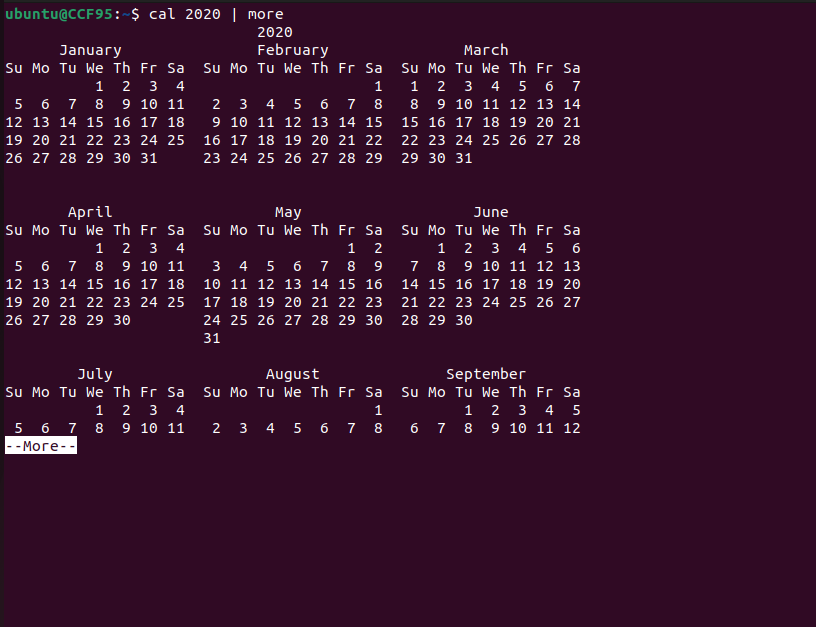 ubuntu@CCF95:~$ cal 2020 | more
                            2020
      January               February               March
Su Mo Tu We Th Fr Sa  Su Mo Tu We Th Fr Sa  Su Mo Tu We Th Fr Sa
          1  2  3  4                     1   1  2  3  4  5  6  7
 5  6  7  8  9 10 11   2  3  4  5  6  7  8   8  9 10 11 12 13 14
12 13 14 15 16 17 18   9 10 11 12 13 14 15  15 16 17 18 19 20 21
19 20 21 22 23 24 25  16 17 18 19 20 21 22  22 23 24 25 26 27 28
26 27 28 29 30 31     23 24 25 26 27 28 29  29 30 31

       April                  May                   June
Su Mo Tu We Th Fr Sa  Su Mo Tu We Th Fr Sa  Su Mo Tu We Th Fr Sa
          1  2  3  4                  1  2      1  2  3  4  5  6
 5  6  7  8  9 10 11   3  4  5  6  7  8  9   7  8  9 10 11 12 13
12 13 14 15 16 17 18  10 11 12 13 14 15 16  14 15 16 17 18 19 20
19 20 21 22 23 24 25  17 18 19 20 21 22 23  21 22 23 24 25 26 27
26 27 28 29 30        24 25 26 27 28 29 30  28 29 30
                      31

        July                 August              September
Su Mo Tu We Th Fr Sa  Su Mo Tu We Th Fr Sa  Su Mo Tu We Th Fr Sa
          1  2  3  4                     1         1  2  3  4  5
 5  6  7  8  9 10 11   2  3  4  5  6  7  8   6  7  8  9 10 11 12
--More--